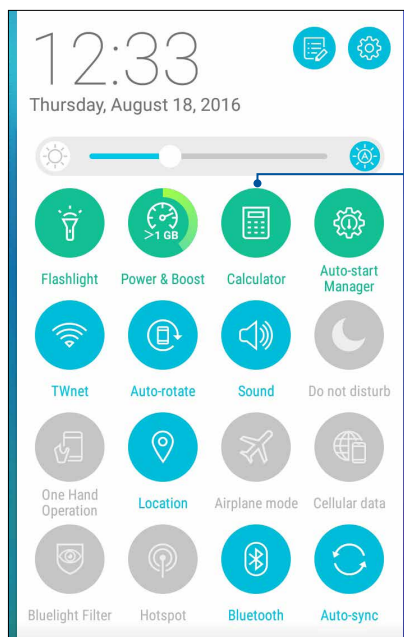 12:33
Thursday, August 18, 2016
A
>1 GB
Flashlight
Power & Boost
Calculator
Auto-start
Manager
TWnet
Auto-rotate
Sound
Do not disturb
One Hand
Operation
Location
Airplane mode
Cellular data
Bluelight Filter
Hotspot
Bluetooth
Auto-sync